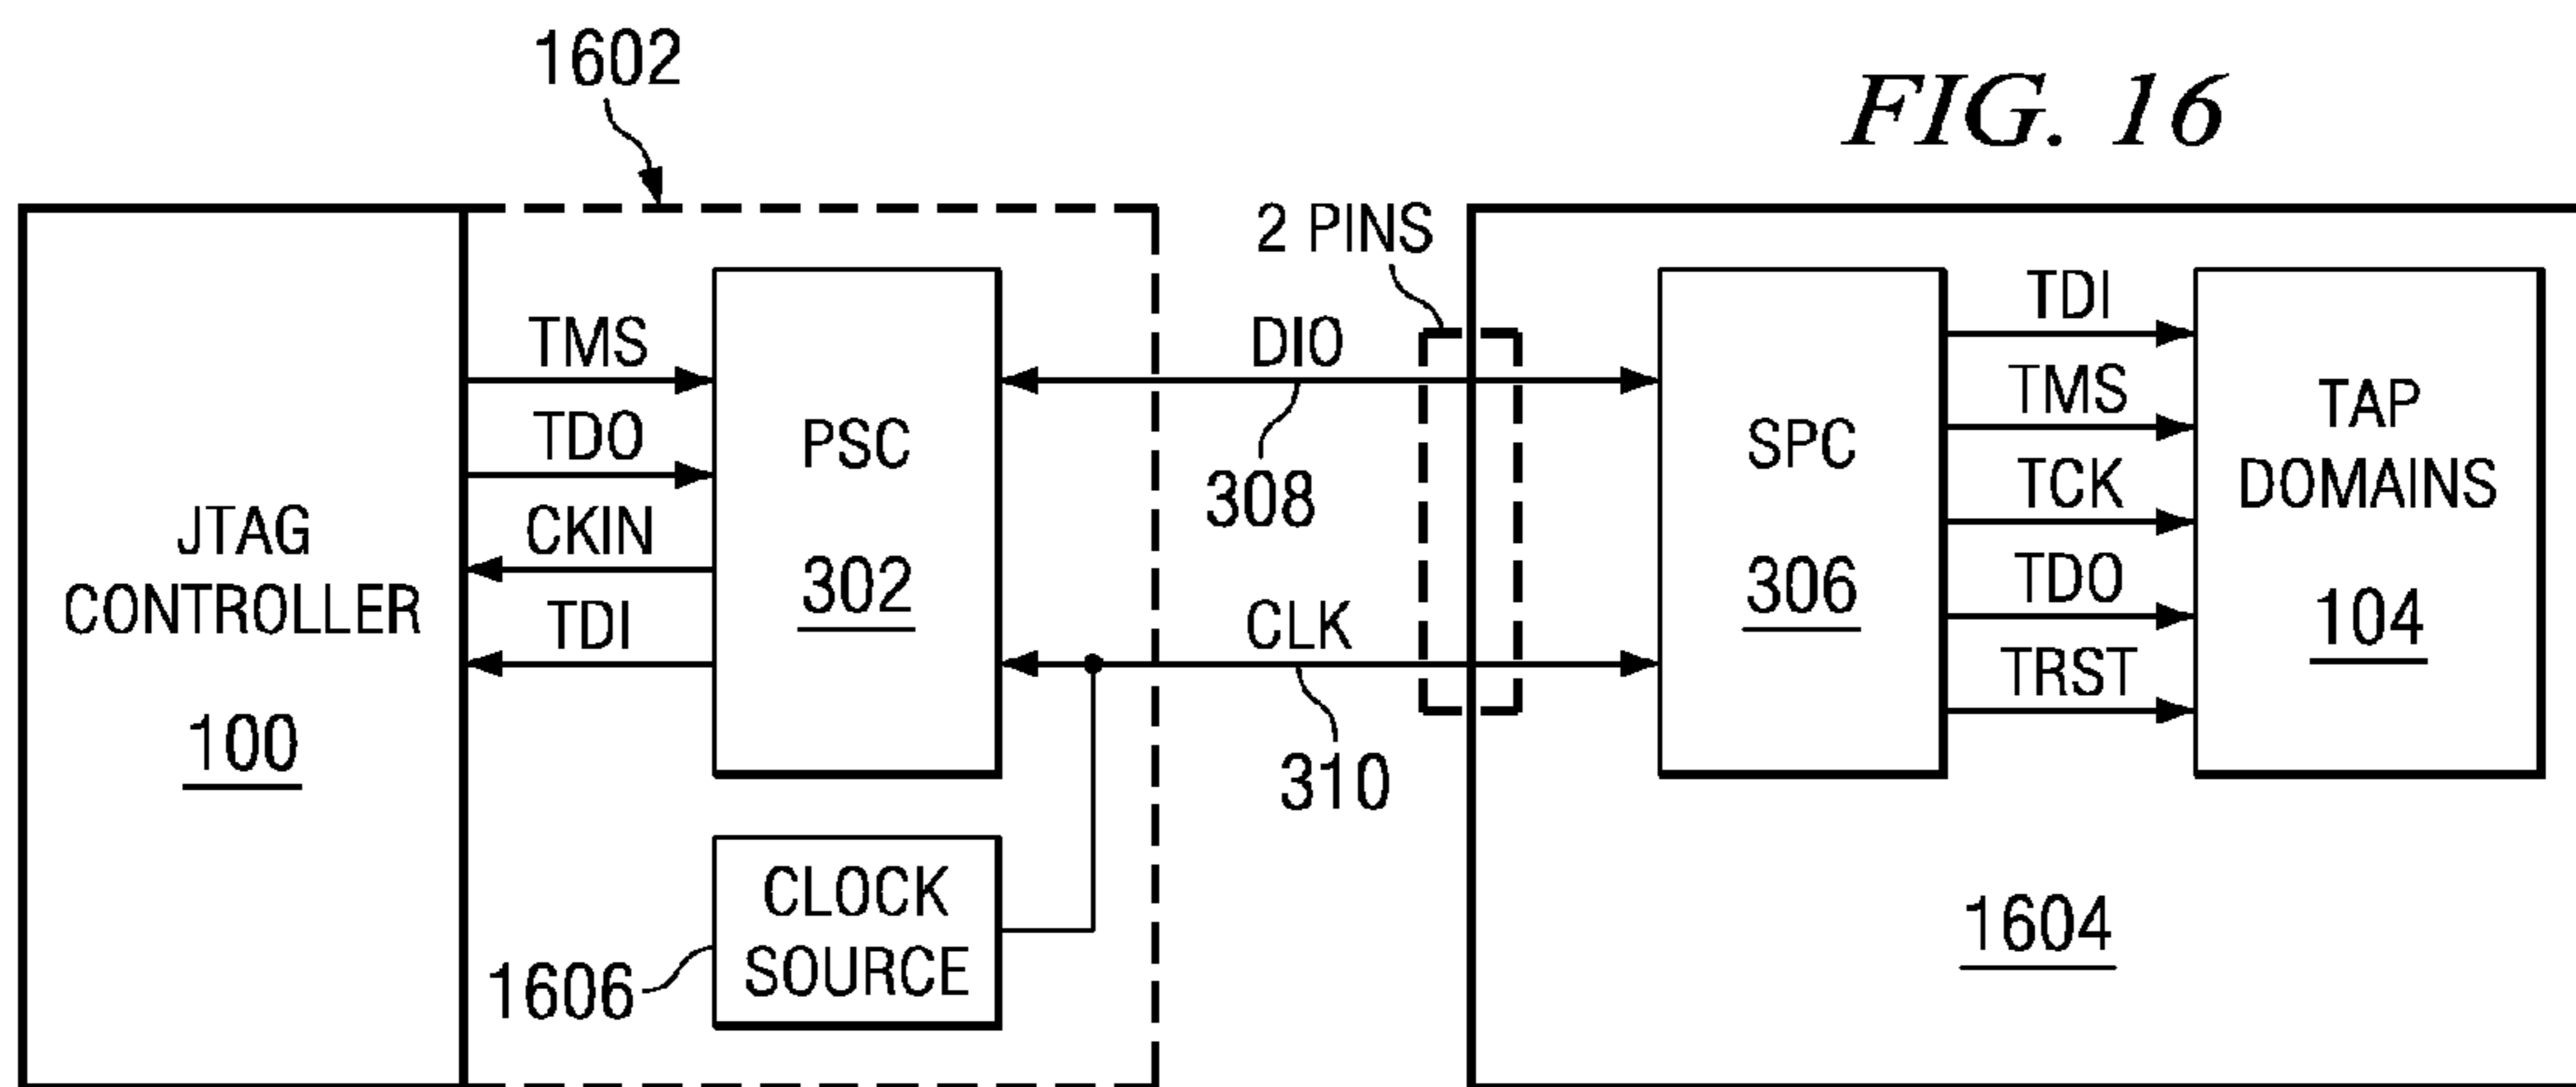 FIG. 16
1602
2 PINS
JTAG
CONTROLLER
100
TMS
TDO
CKIN
TDI
PSC
302
CLOCK
SOURCE
1606
DIO
308
CLK
310
SPC
306
TDI
TMS
TCK
TDO
TRST
TAP
DOMAINS
104
1604